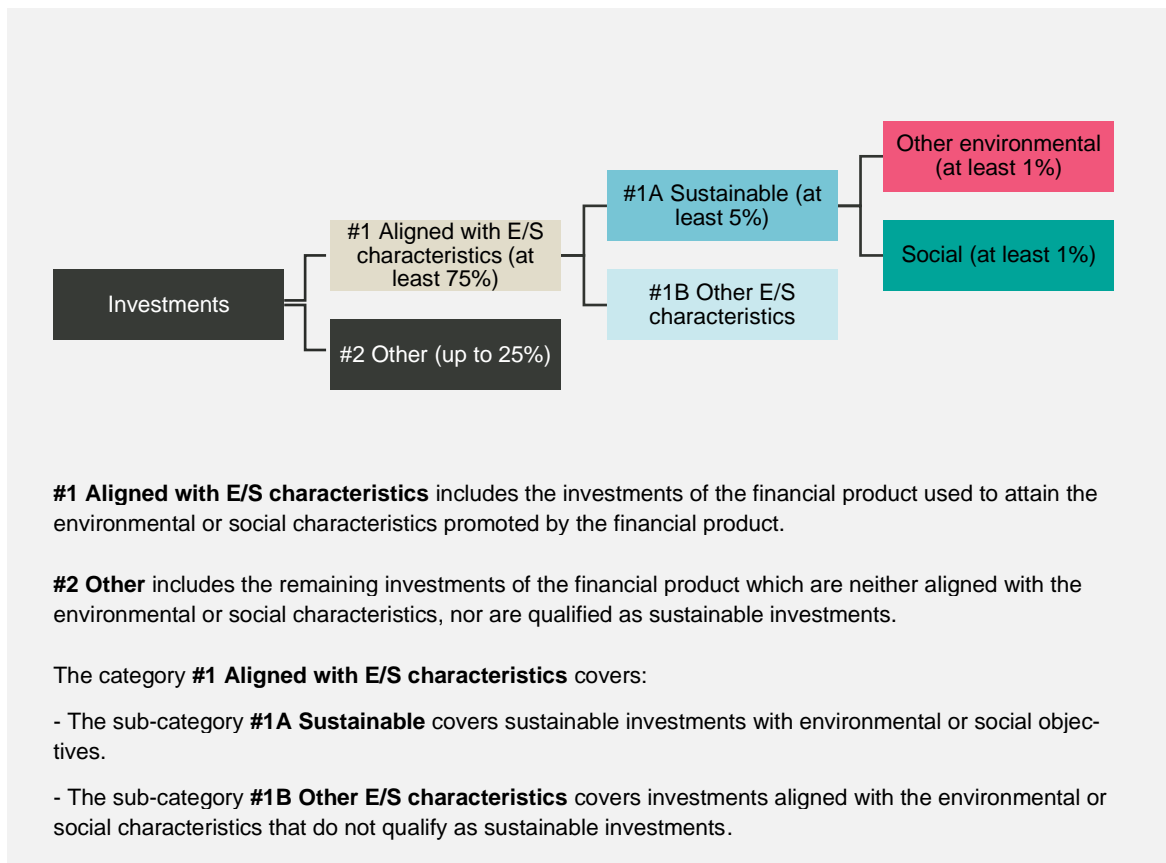 Other environmental
(at least 1%)
#1A Sustainable (at
least 5%)
#1 Aligned with E/S
characteristics (at
least 75%)
Social (at least 1%)
Investments
#1B Other E/S
characteristics
#2 Other (up to 25%)
#1 Aligned with E/S characteristics includes the investments of the financial product used to attain the
environmental or social characteristics promoted by the financial product.
#2 Other includes the remaining investments of the financial product which are neither aligned with the
environmental or social characteristics, nor are qualified as sustainable investments.
The category #1 Aligned with E/S characteristics covers:
- The sub-category #1A Sustainable covers sustainable investments with environmental or social objec-
tives.
- The sub-category #1B Other E/S characteristics covers investments aligned with the environmental or
social characteristics that do not qualify as sustainable investments.